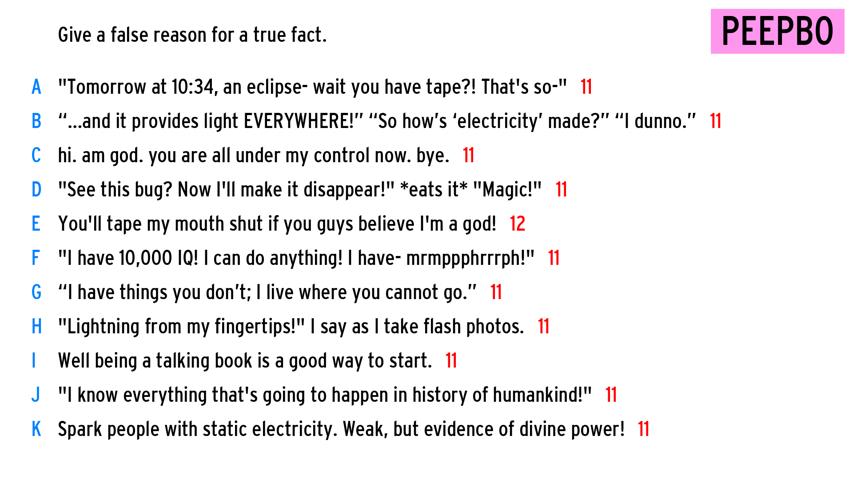 Give a false reason for a true fact.
PEEPBO
A "Tomorrow at 10:34, an eclipse- wait you have tape?! That's so-" 11
B “...and it provides light EVERYWHERE!” “So how’s ‘electricity’ made?” “I dunno.” 11
C hi. am god. you are all under my control now. bye. 11
D "See this bug? Now I'll make it disappear!" *eats it* "Magic!" 11
E You'll tape my mouth shut if you guys believe I'm a god! 12
F "I have 10,000 IQ! I can do anything! I have- mrmppphrrrph!" 11
G “I have things you don’t; I live where you cannot go.” 11
H "Lightning from my fingertips!" I say as I take flash photos. 11
I Well being a talking book is a good way to start. 11
J "I know everything that's going to happen in history of humankind!" 11
K Spark people with static electricity. Weak, but evidence of divine power! 11